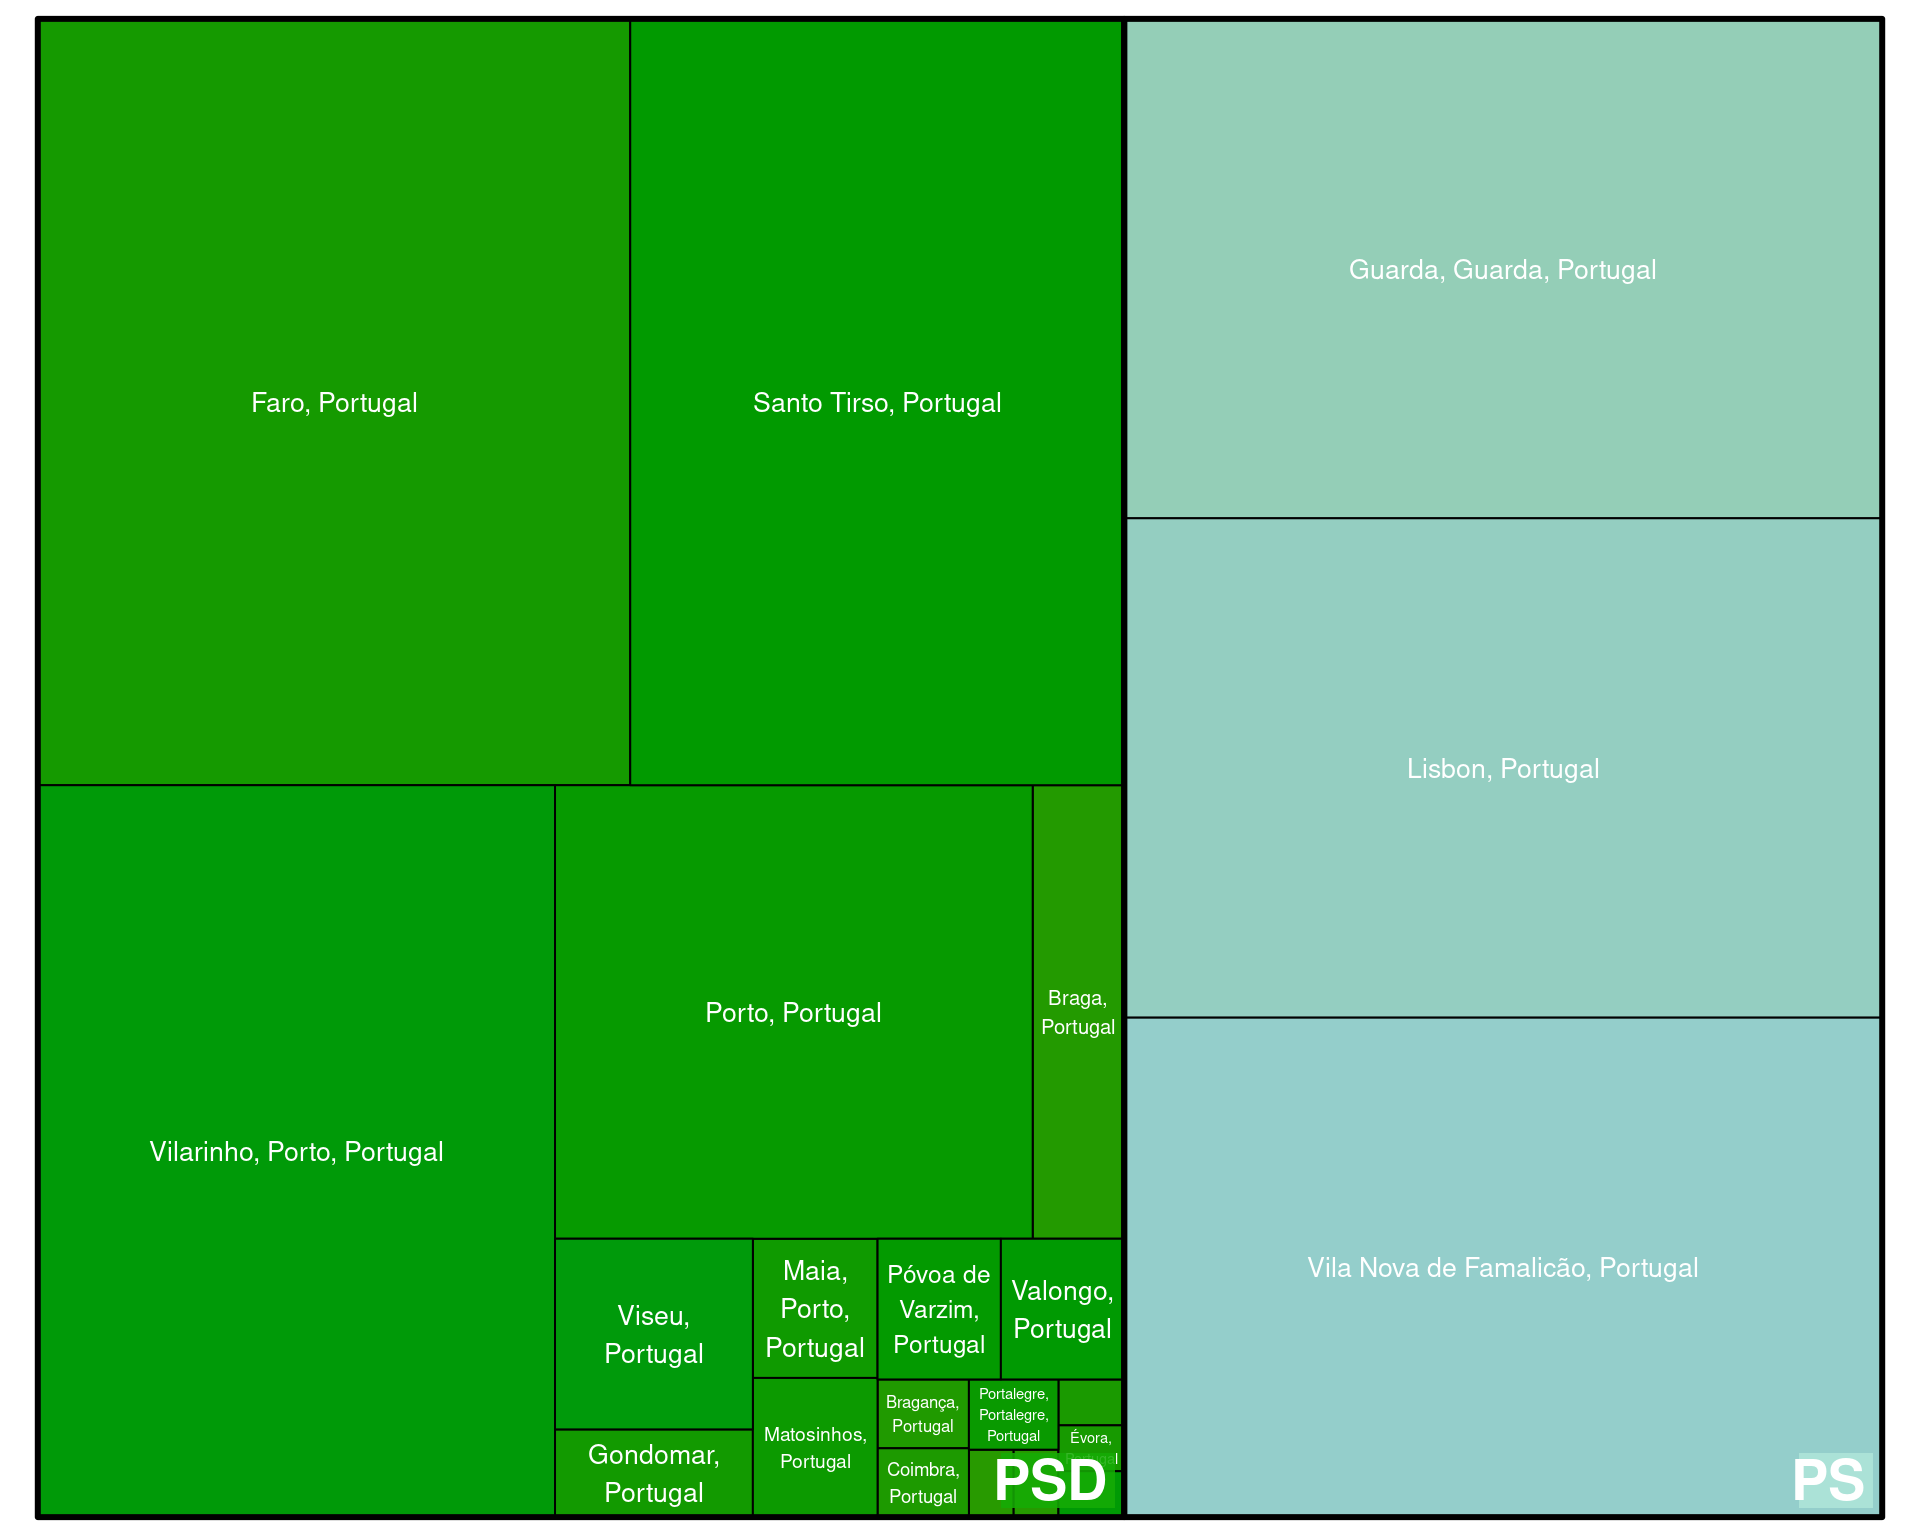 Faro, Portugal
Santo Tirso, Portugal
Guarda, Guarda, Portugal
Lisbon, Portugal
Vilarinho, Porto, Portugal
Porto, Portugal
Braga,
Portugal
Vila Nova de Famalicão, Portugal
Viseu,
Portugal
Maia,
Porto,
Portugal
Póvoa de
Varzim,
Portugal
Valongo,
Portugal
Gondomar,
Portugal
Matosinhos,
Portugal
Bragança,
Portugal
Portalegre,
Portalegre,
Portugal
Coimbra,
Portugal
Évora,
Portugal
PSD
PS